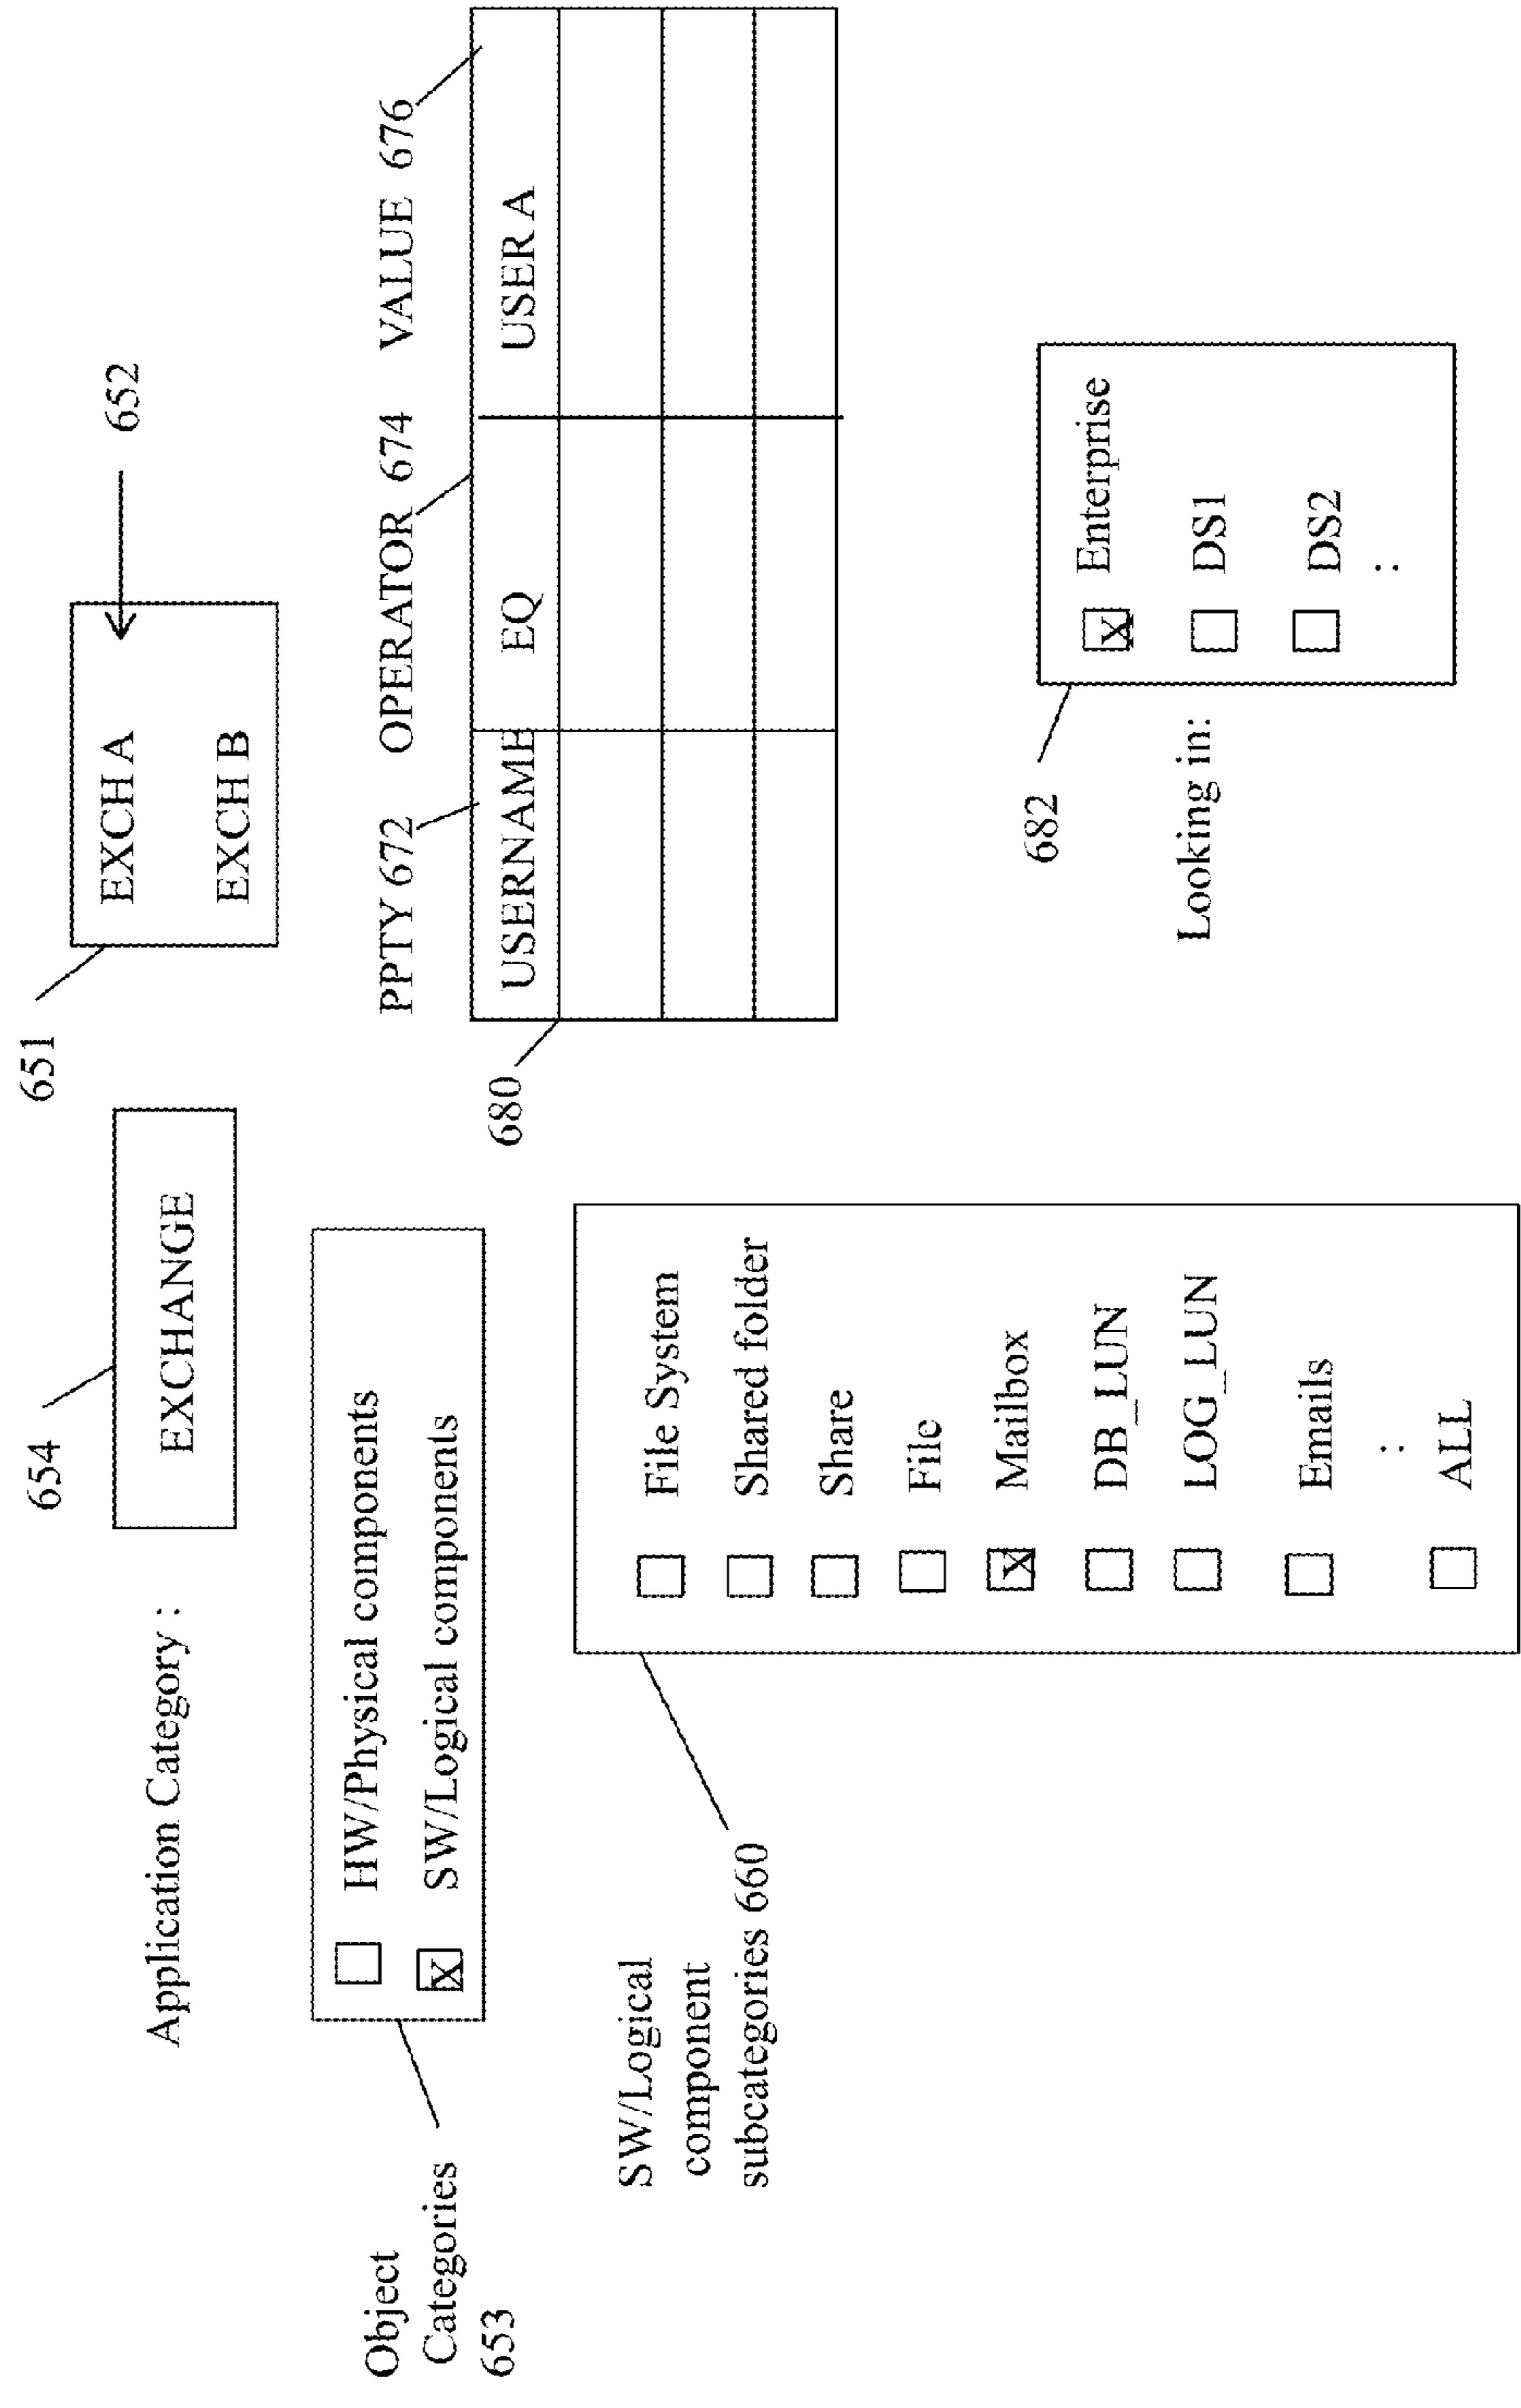 654
651
652
Application Category :
EXCHANGE
EXCH A
EXCH B
Object
Categories
653
HW/Physical components
X SW/Logical components
PPTY 672 OPERATOR 674 VALUE 676
680
USERNAME EQ USER A
SW/Logical
component
subcategories 660
File System
Shared folder
Share
File
X Mailbox
DB_LUN
LOG_LUN
Emails
:
ALL
682
Looking in:
X Enterprise
DS1
DS2
: